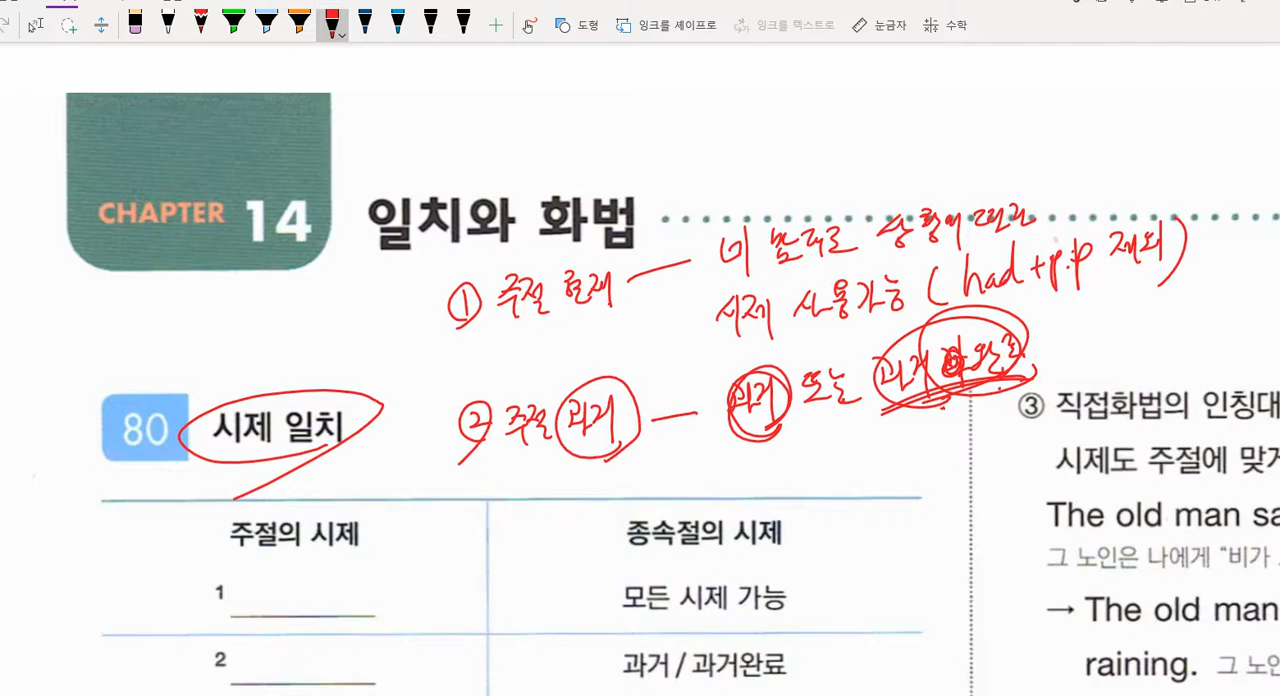 도형
잉크를 셰이프로
잉크를 텍스트로
눈금자
수학
CHAPTER 14 일치와 화법
① 주절 현재 — 비 발대로 상황에 따라
시제 사용가능 (had+p.p 제외)
② 주절 과거 — 과거 또는 과거완료
80 시제 일치
주절의 시제 종속절의 시제
1 모든 시제 가능
2 과거 / 과거완료
③ 직접화법의 인칭대
시제도 주절에 맞게
The old man sa
그 노인은 나에게 “비가
→ The old man
raining. 그 노인